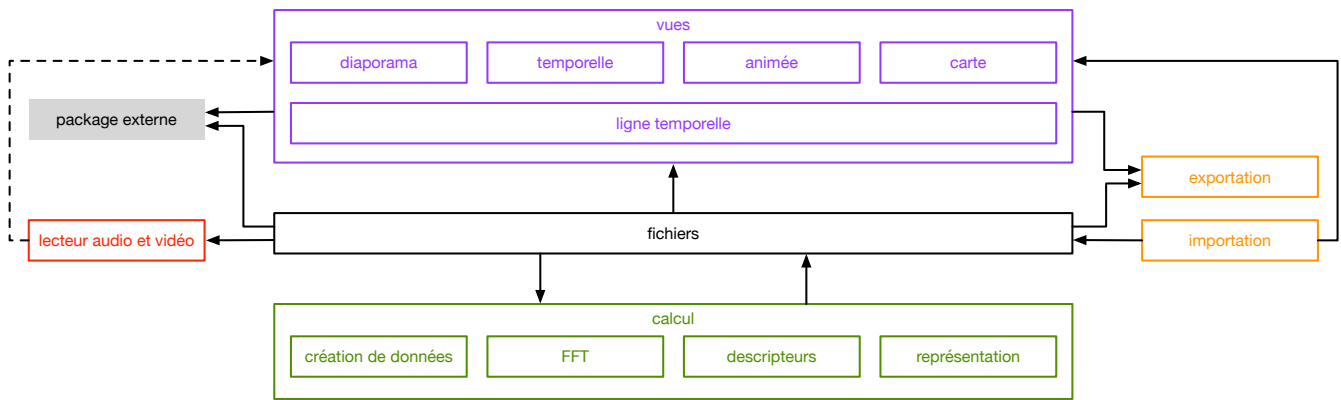 vues
diaporama
temporelle
animée
carte
package externe
ligne temporelle
exportation
lecteur audio et vidéo
fichiers
importation
calcul
création de données
FFT
descripteurs
représentation